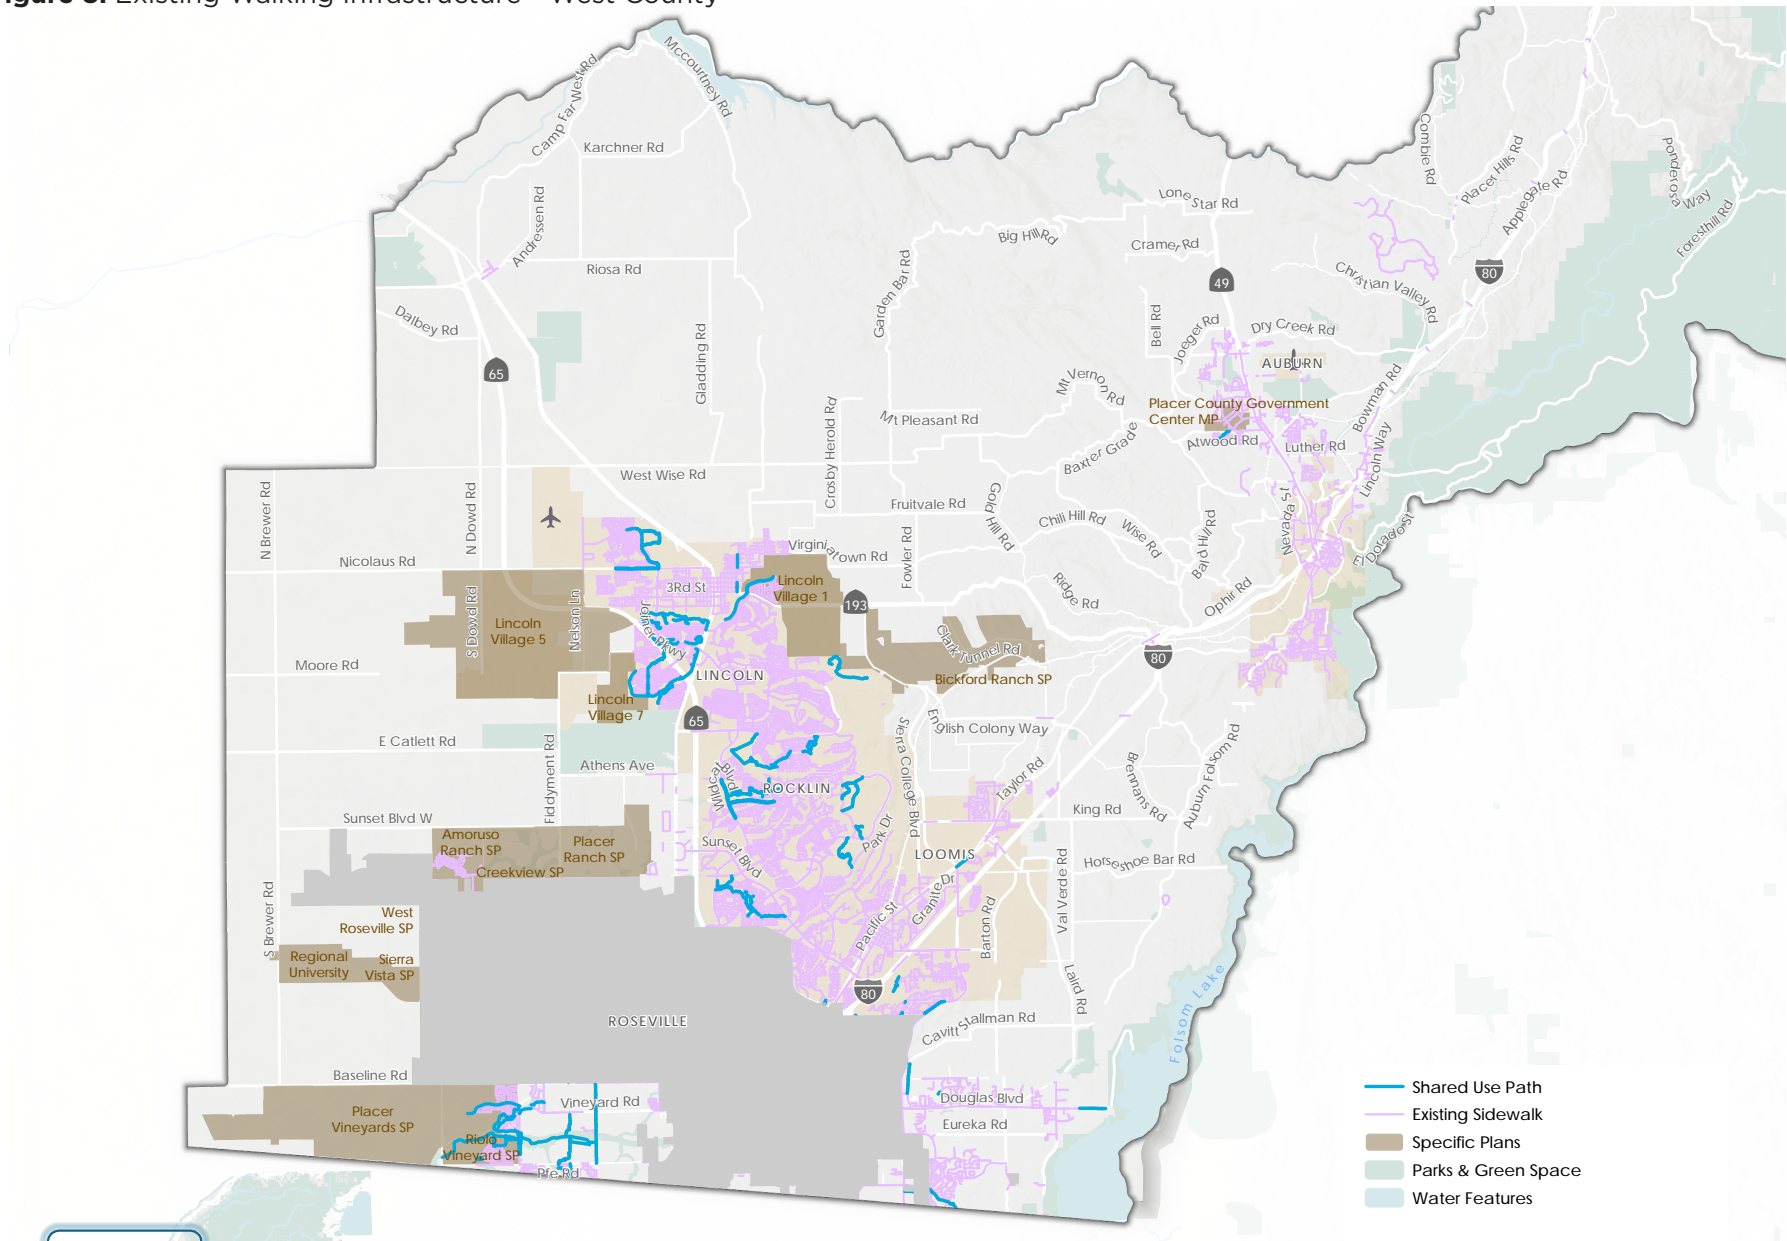 Existing Walking Infrastructure - West County
Camp Far West Rd
Mccourtney Rd
Karchner Rd
Andressen Rd
Riosa Rd
Dalbey Rd
65
Gladding Rd
Garden Bar Rd
Big Hill Rd
Lone Star Rd
Cramer Rd
49
Combie Rd
Placer Hills Rd
Applegate Rd
Ponderosa Way
Foresthill Rd
80
Christian Valley Rd
Bell Rd
Joeger Rd
Dry Creek Rd
AUBURN
Mt Vernon Rd
Placer County Government
Center MP
Atwood Rd
Luther Rd
Bowman Rd
Lincoln Way
Mt Pleasant Rd
Baxter Grade
Crosby Herold Rd
West Wise Rd
Fruitvale Rd
Gold Hill Rd
Chili Hill Rd
Wise Rd
Bald Hill Rd
Nevada St
El Dorado St
N Brewer Rd
N Dowd Rd
Nicolaus Rd
Virginiatown Rd
Fowler Rd
3Rd St
Lincoln
Village 1
193
Ridge Rd
Ophir Rd
S Dowd Rd
Lincoln
Village 5
Nelson Ln
Joiner Pkwy
Clark Tunnel Rd
80
Moore Rd
LINCOLN
Bickford Ranch SP
Lincoln
Village 7
65
English Colony Way
Sierra College Blvd
E Catlett Rd
Fiddyment Rd
Athens Ave
Wildcat Blvd
ROCKLIN
Taylor Rd
Brennans Rd
Auburn Folsom Rd
King Rd
Sunset Blvd W
Amoruso
Ranch SP
Placer
Ranch SP
Creekview SP
Sunset Blvd
Park Dr
LOOMIS
Horseshoe Bar Rd
Val Verde Rd
S Brewer Rd
West
Roseville SP
Pacific St
Granite Dr
Barton Rd
Regional
University
Sierra
Vista SP
80
Laird Rd
Folsom Lake
ROSEVILLE
Cavitt Stallman Rd
Baseline Rd
Placer
Vineyards SP
Vineyard Rd
Douglas Blvd
Eureka Rd
Riolo
Vineyard SP
Pfe Rd
Shared Use Path
Existing Sidewalk
Specific Plans
Parks & Green Space
Water Features